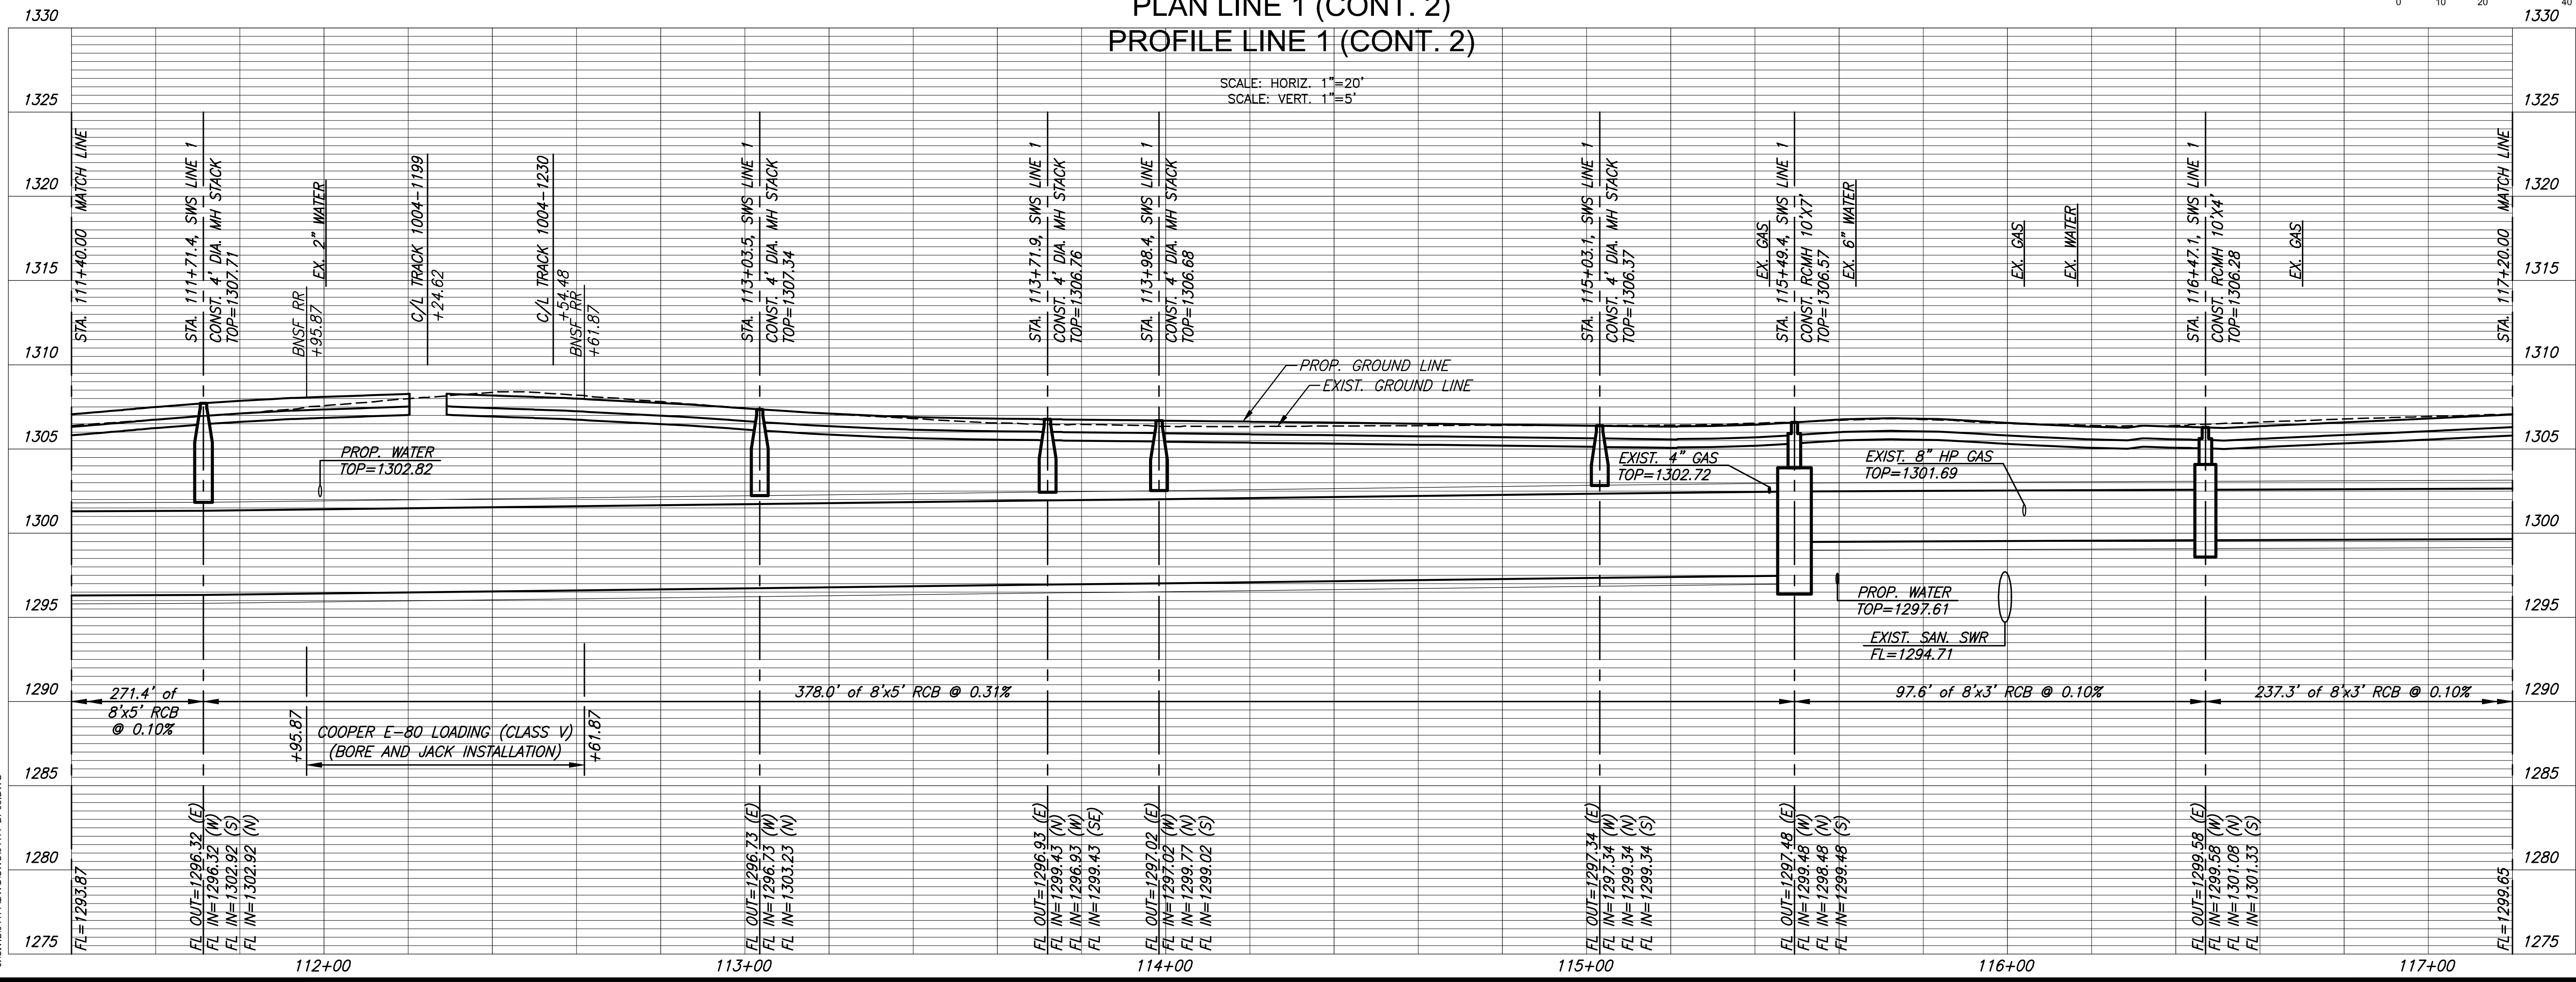 PLAN LINE 1 (CONT. 2)
PROFILE LINE 1 (CONT. 2)
SCALE: HORIZ. 1"=20'
SCALE: VERT. 1"=5'
0 10 20 40
1330
1325
1320
1315
1310
1305
1300
1295
1290
1285
1280
1275
STA. 111+40.00 MATCH LINE
STA. 111+71.4, SWS LINE 1
CONST. 4' DIA. MH STACK
TOP=1307.71
BNSF RR
+95.87
EX. 2" WATER
C/L TRACK 1004-1199
+24.62
C/L TRACK 1004-1230
+54.48
BNSF RR
+61.87
STA. 113+03.5, SWS LINE 1
CONST. 4' DIA. MH STACK
TOP=1307.34
STA. 113+71.9, SWS LINE 1
CONST. 4' DIA. MH STACK
TOP=1306.76
STA. 113+98.4, SWS LINE 1
CONST. 4' DIA. MH STACK
TOP=1306.68
STA. 115+03.1, SWS LINE 1
CONST. 4' DIA. MH STACK
TOP=1306.37
EX. GAS
STA. 115+49.4, SWS LINE 1
CONST. RCMH 10'X7'
TOP=1306.57
EX. 6" WATER
EX. GAS
EX. WATER
STA. 116+47.1, SWS LINE 1
CONST. RCMH 10'X4'
TOP=1306.28
EX. GAS
STA. 117+20.00 MATCH LINE
1330
1325
1320
1315
1310
1305
1300
1295
1290
1285
1280
1275
PROP. GROUND LINE
EXIST. GROUND LINE
PROP. WATER
TOP=1302.82
EXIST. 4" GAS
TOP=1302.72
EXIST. 8" HP GAS
TOP=1301.69
PROP. WATER
TOP=1297.61
EXIST. SAN. SWR
FL=1294.71
271.4' of
8'x5' RCB
@ 0.10%
378.0' of 8'x5' RCB @ 0.31%
97.6' of 8'x3' RCB @ 0.10%
237.3' of 8'x3' RCB @ 0.10%
+95.87
COOPER E-80 LOADING (CLASS V)
(BORE AND JACK INSTALLATION)
+61.87
FL=1293.87
FL OUT=1296.32 (E)
FL IN=1296.32 (W)
FL IN=1302.92 (S)
FL IN=1302.92 (N)
FL OUT=1296.73 (E)
FL IN=1296.73 (W)
FL IN=1303.23 (N)
FL OUT=1296.93 (E)
FL IN=1299.43 (N)
FL IN=1296.93 (W)
FL IN=1299.43 (SE)
FL OUT=1297.02 (E)
FL IN=1297.02 (W)
FL IN=1299.77 (N)
FL IN=1299.02 (S)
FL OUT=1297.34 (E)
FL IN=1297.34 (W)
FL IN=1299.34 (N)
FL IN=1299.34 (S)
FL OUT=1297.48 (E)
FL IN=1299.48 (W)
FL IN=1298.48 (N)
FL IN=1299.48 (S)
FL OUT=1299.58 (E)
FL IN=1299.58 (W)
FL IN=1301.08 (N)
FL IN=1301.33 (S)
FL=1299.65
112+00
113+00
114+00
115+00
116+00
117+00